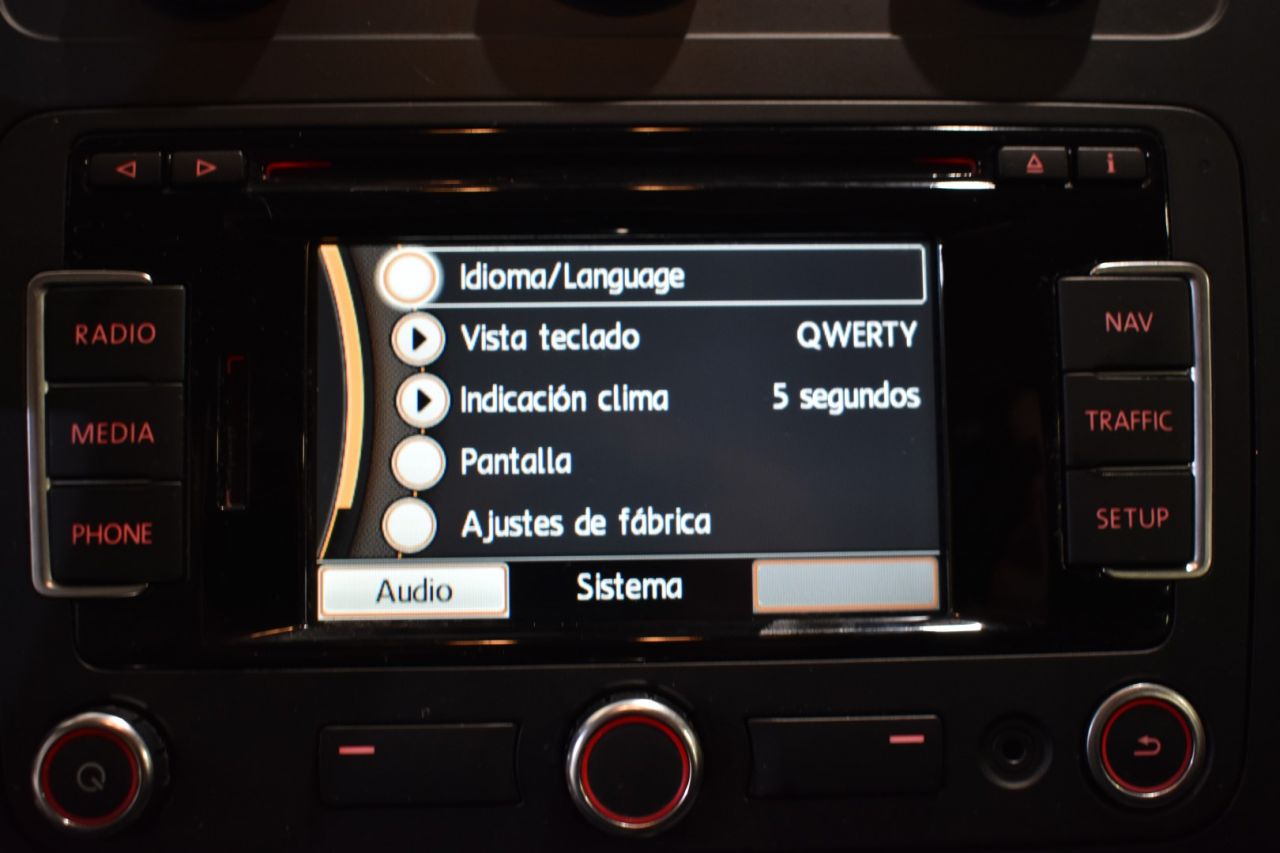 i
Idioma/Language
Vista teclado QWERTY
Indicación clima 5 segundos
Pantalla
Ajustes de fábrica
Audio Sistema
RADIO
MEDIA
PHONE
NAV
TRAFFIC
SETUP